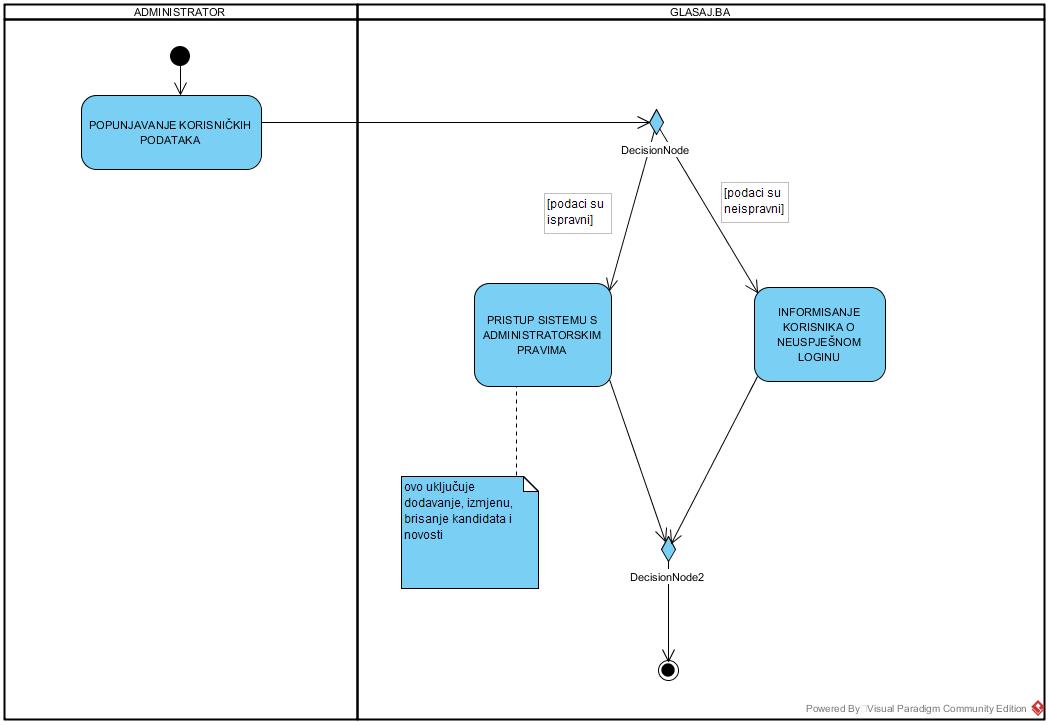 ADMINISTRATOR
GLASAJ.BA
POPUNJAVANJE KORISNIČKIH
PODATAKA
DecisionNode
[podaci su
ispravni]
[podaci su
neispravni]
PRISTUP SISTEMU S
ADMINISTRATORSKIM
PRAVIMA
INFORMISANJE
KORISNIKA O
NEUSPJEŠNOM
LOGINU
ovo uključuje
dodavanje, izmjenu,
brisanje kandidata i
novosti
DecisionNode2
Powered By Visual Paradigm Community Edition